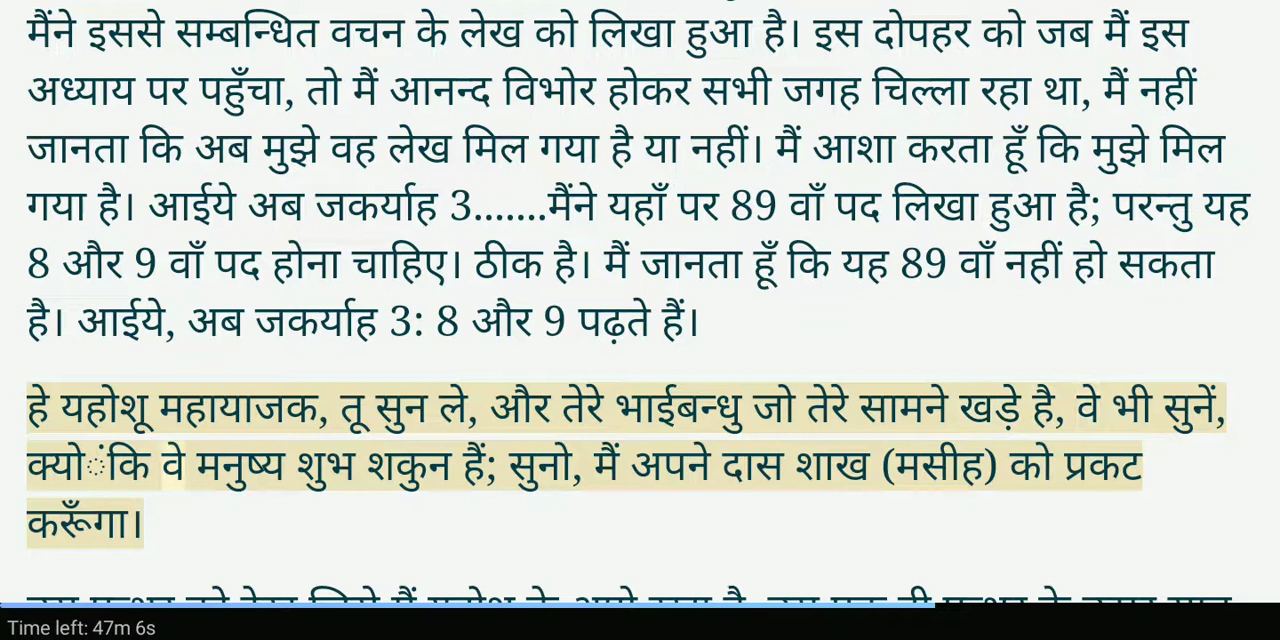 मैंने इससे सम्बन्धित वचन के लेख को लिखा हुआ है। इस दोपहर को जब मैं इस
अध्याय पर पहुँचा, तो मैं आनन्द विभोर होकर सभी जगह चिल्ला रहा था, मैं नहीं
जानता कि अब मुझे वह लेख मिल गया है या नहीं। मैं आशा करता हूँ कि मुझे मिल
गया है। आईये अब जकर्याह 3.......मैंने यहाँ पर 89 वाँ पद लिखा हुआ है; परन्तु यह
8 और 9 वाँ पद होना चाहिए। ठीक है। मैं जानता हूँ कि यह 89 वाँ नहीं हो सकता
है। आईये, अब जकर्याह 3: 8 और 9 पढ़ते हैं।
हे यहोशू महायाजक, तू सुन ले, और तेरे भाईबन्धु जो तेरे सामने खड़े है, वे भी सुनें,
क्योंकि वे मनुष्य शुभ शकुन हैं; सुनो, मैं अपने दास शाख (मसीह) को प्रकट
करूँगा।
Time left: 47m 6s